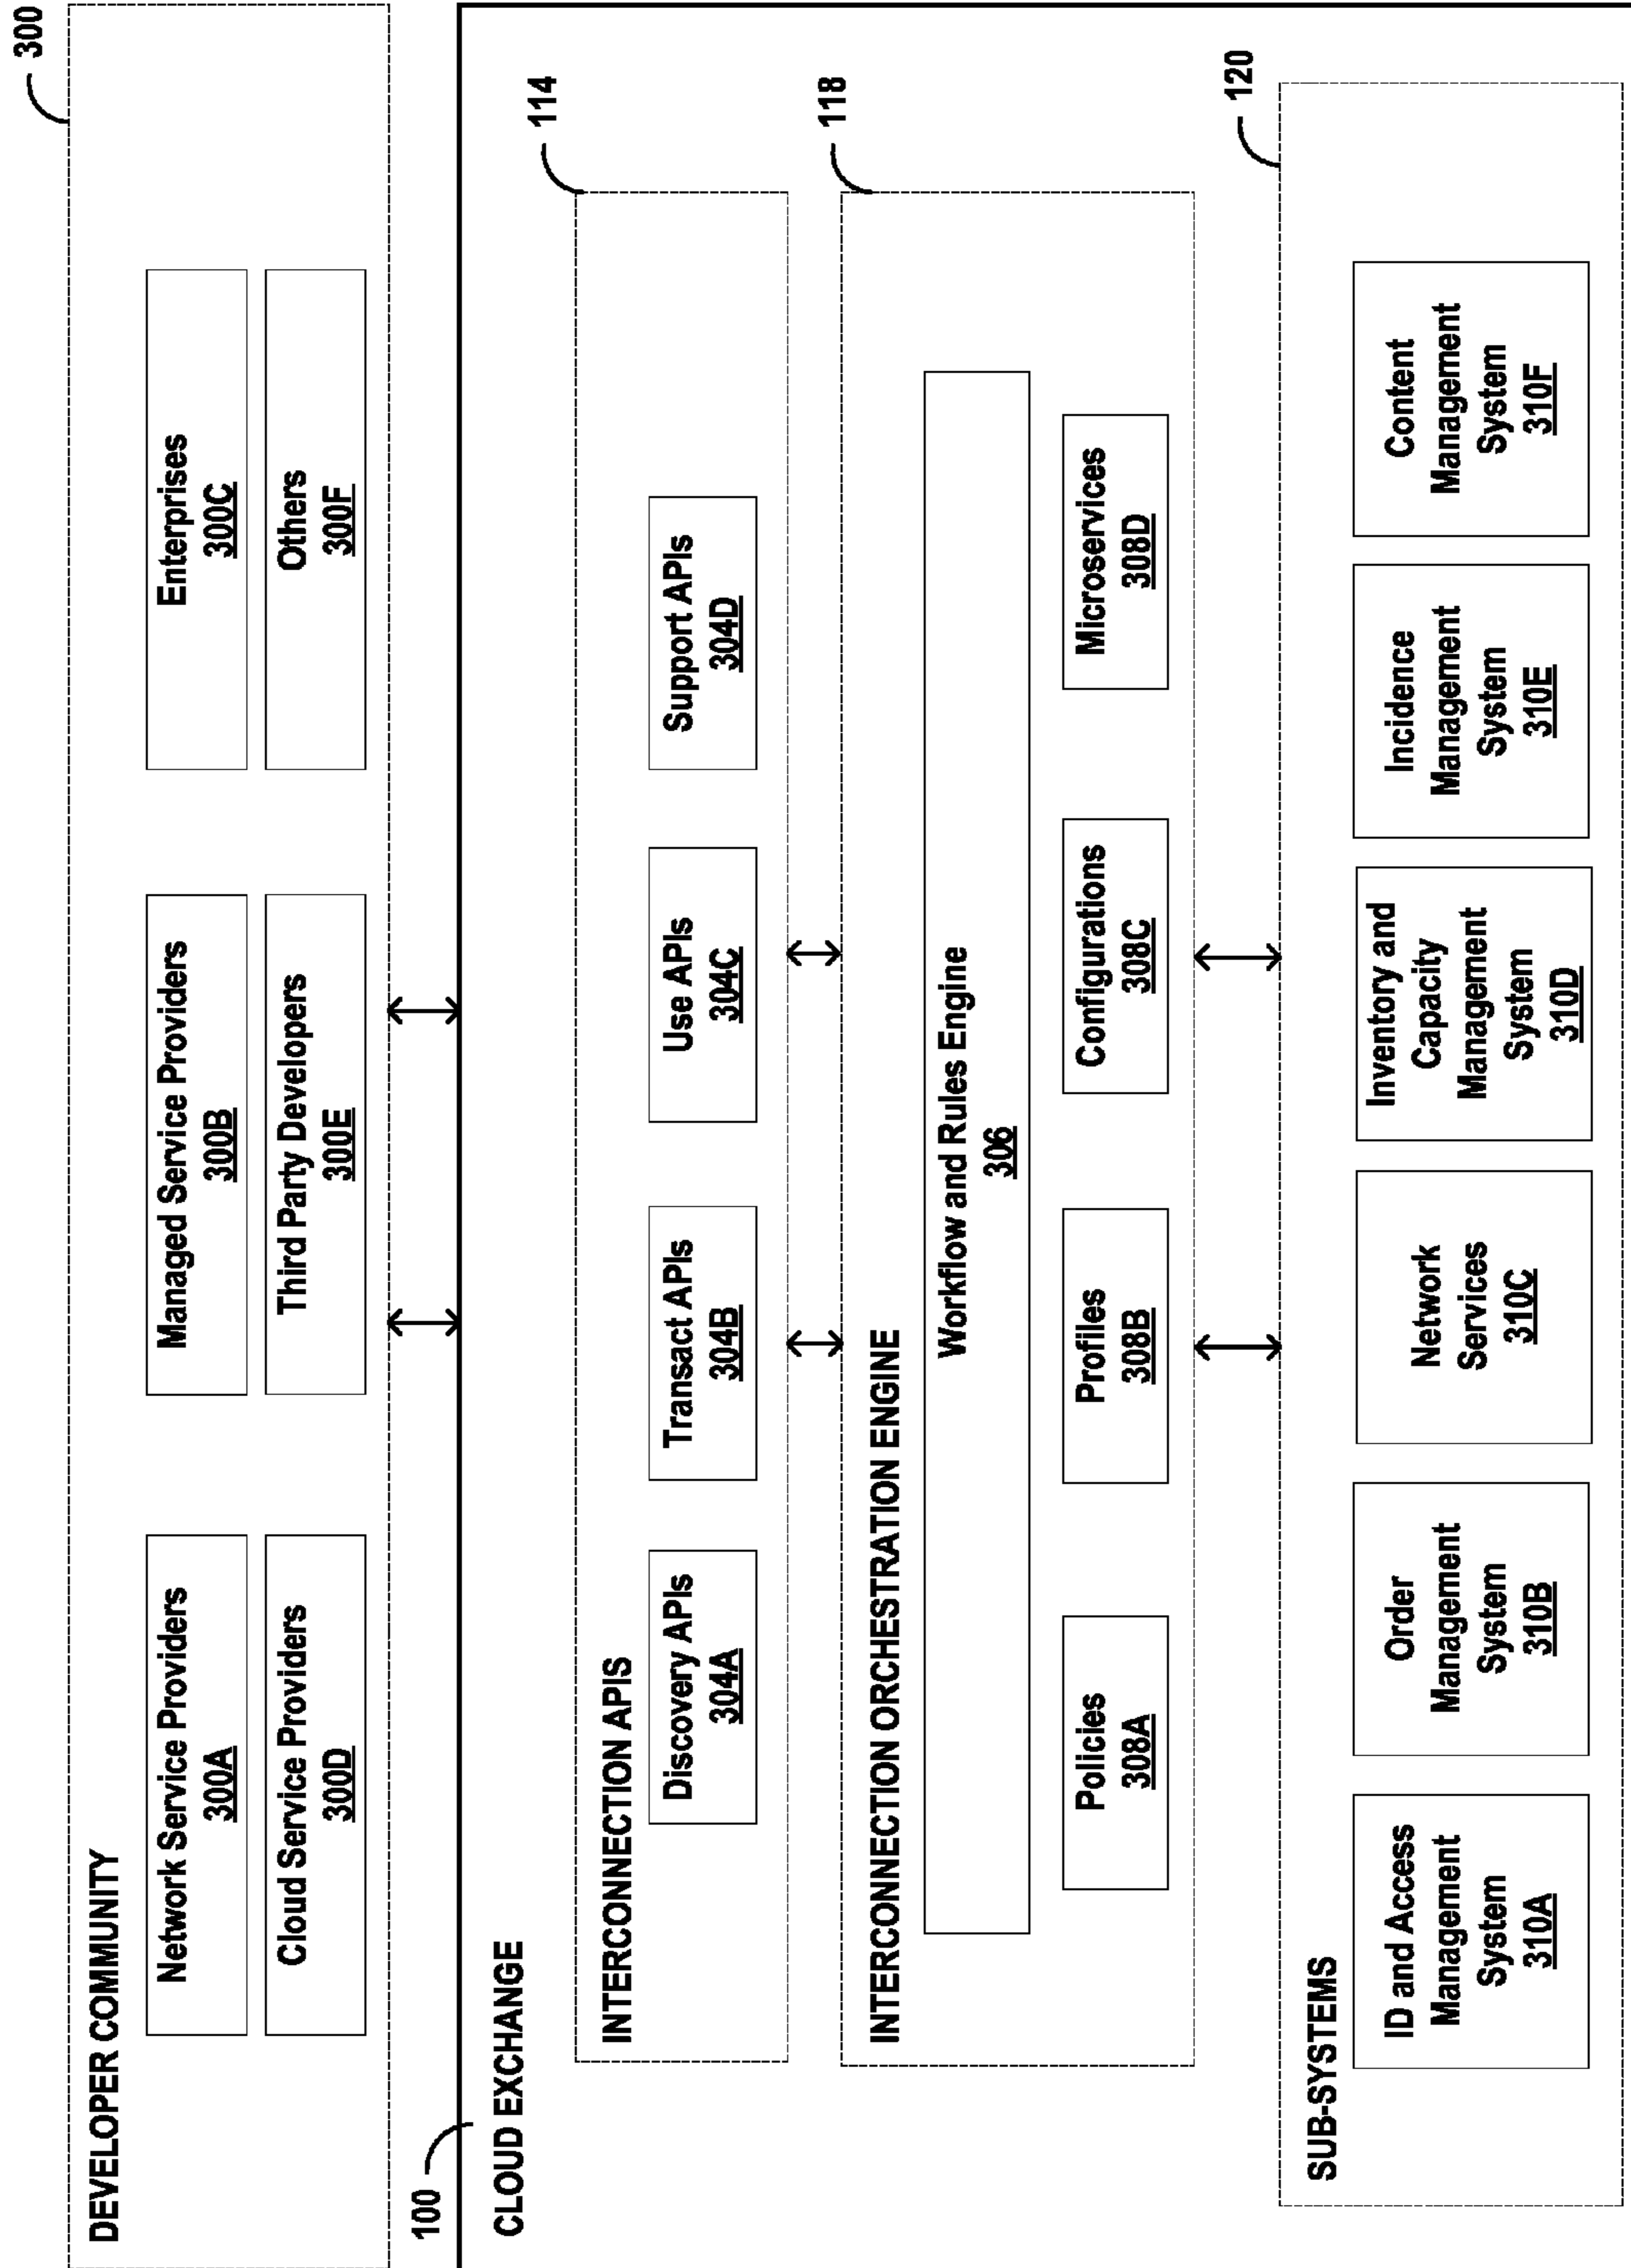 300
DEVELOPER COMMUNITY
Network Service Providers
300A
Managed Service Providers
300B
Enterprises
300C
Cloud Service Providers
300D
Third Party Developers
300E
Others
300F
100
CLOUD EXCHANGE
114
INTERCONNECTION APIS
Discovery APIs
304A
Transact APIs
304B
Use APIs
304C
Support APIs
304D
118
INTERCONNECTION ORCHESTRATION ENGINE
Workflow and Rules Engine
306
Policies
308A
Profiles
308B
Configurations
308C
Microservices
308D
120
SUB-SYSTEMS
ID and Access
Management
System
310A
Order
Management
System
310B
Network
Services
310C
Inventory and
Capacity
Management
System
310D
Incidence
Management
System
310E
Content
Management
System
310F